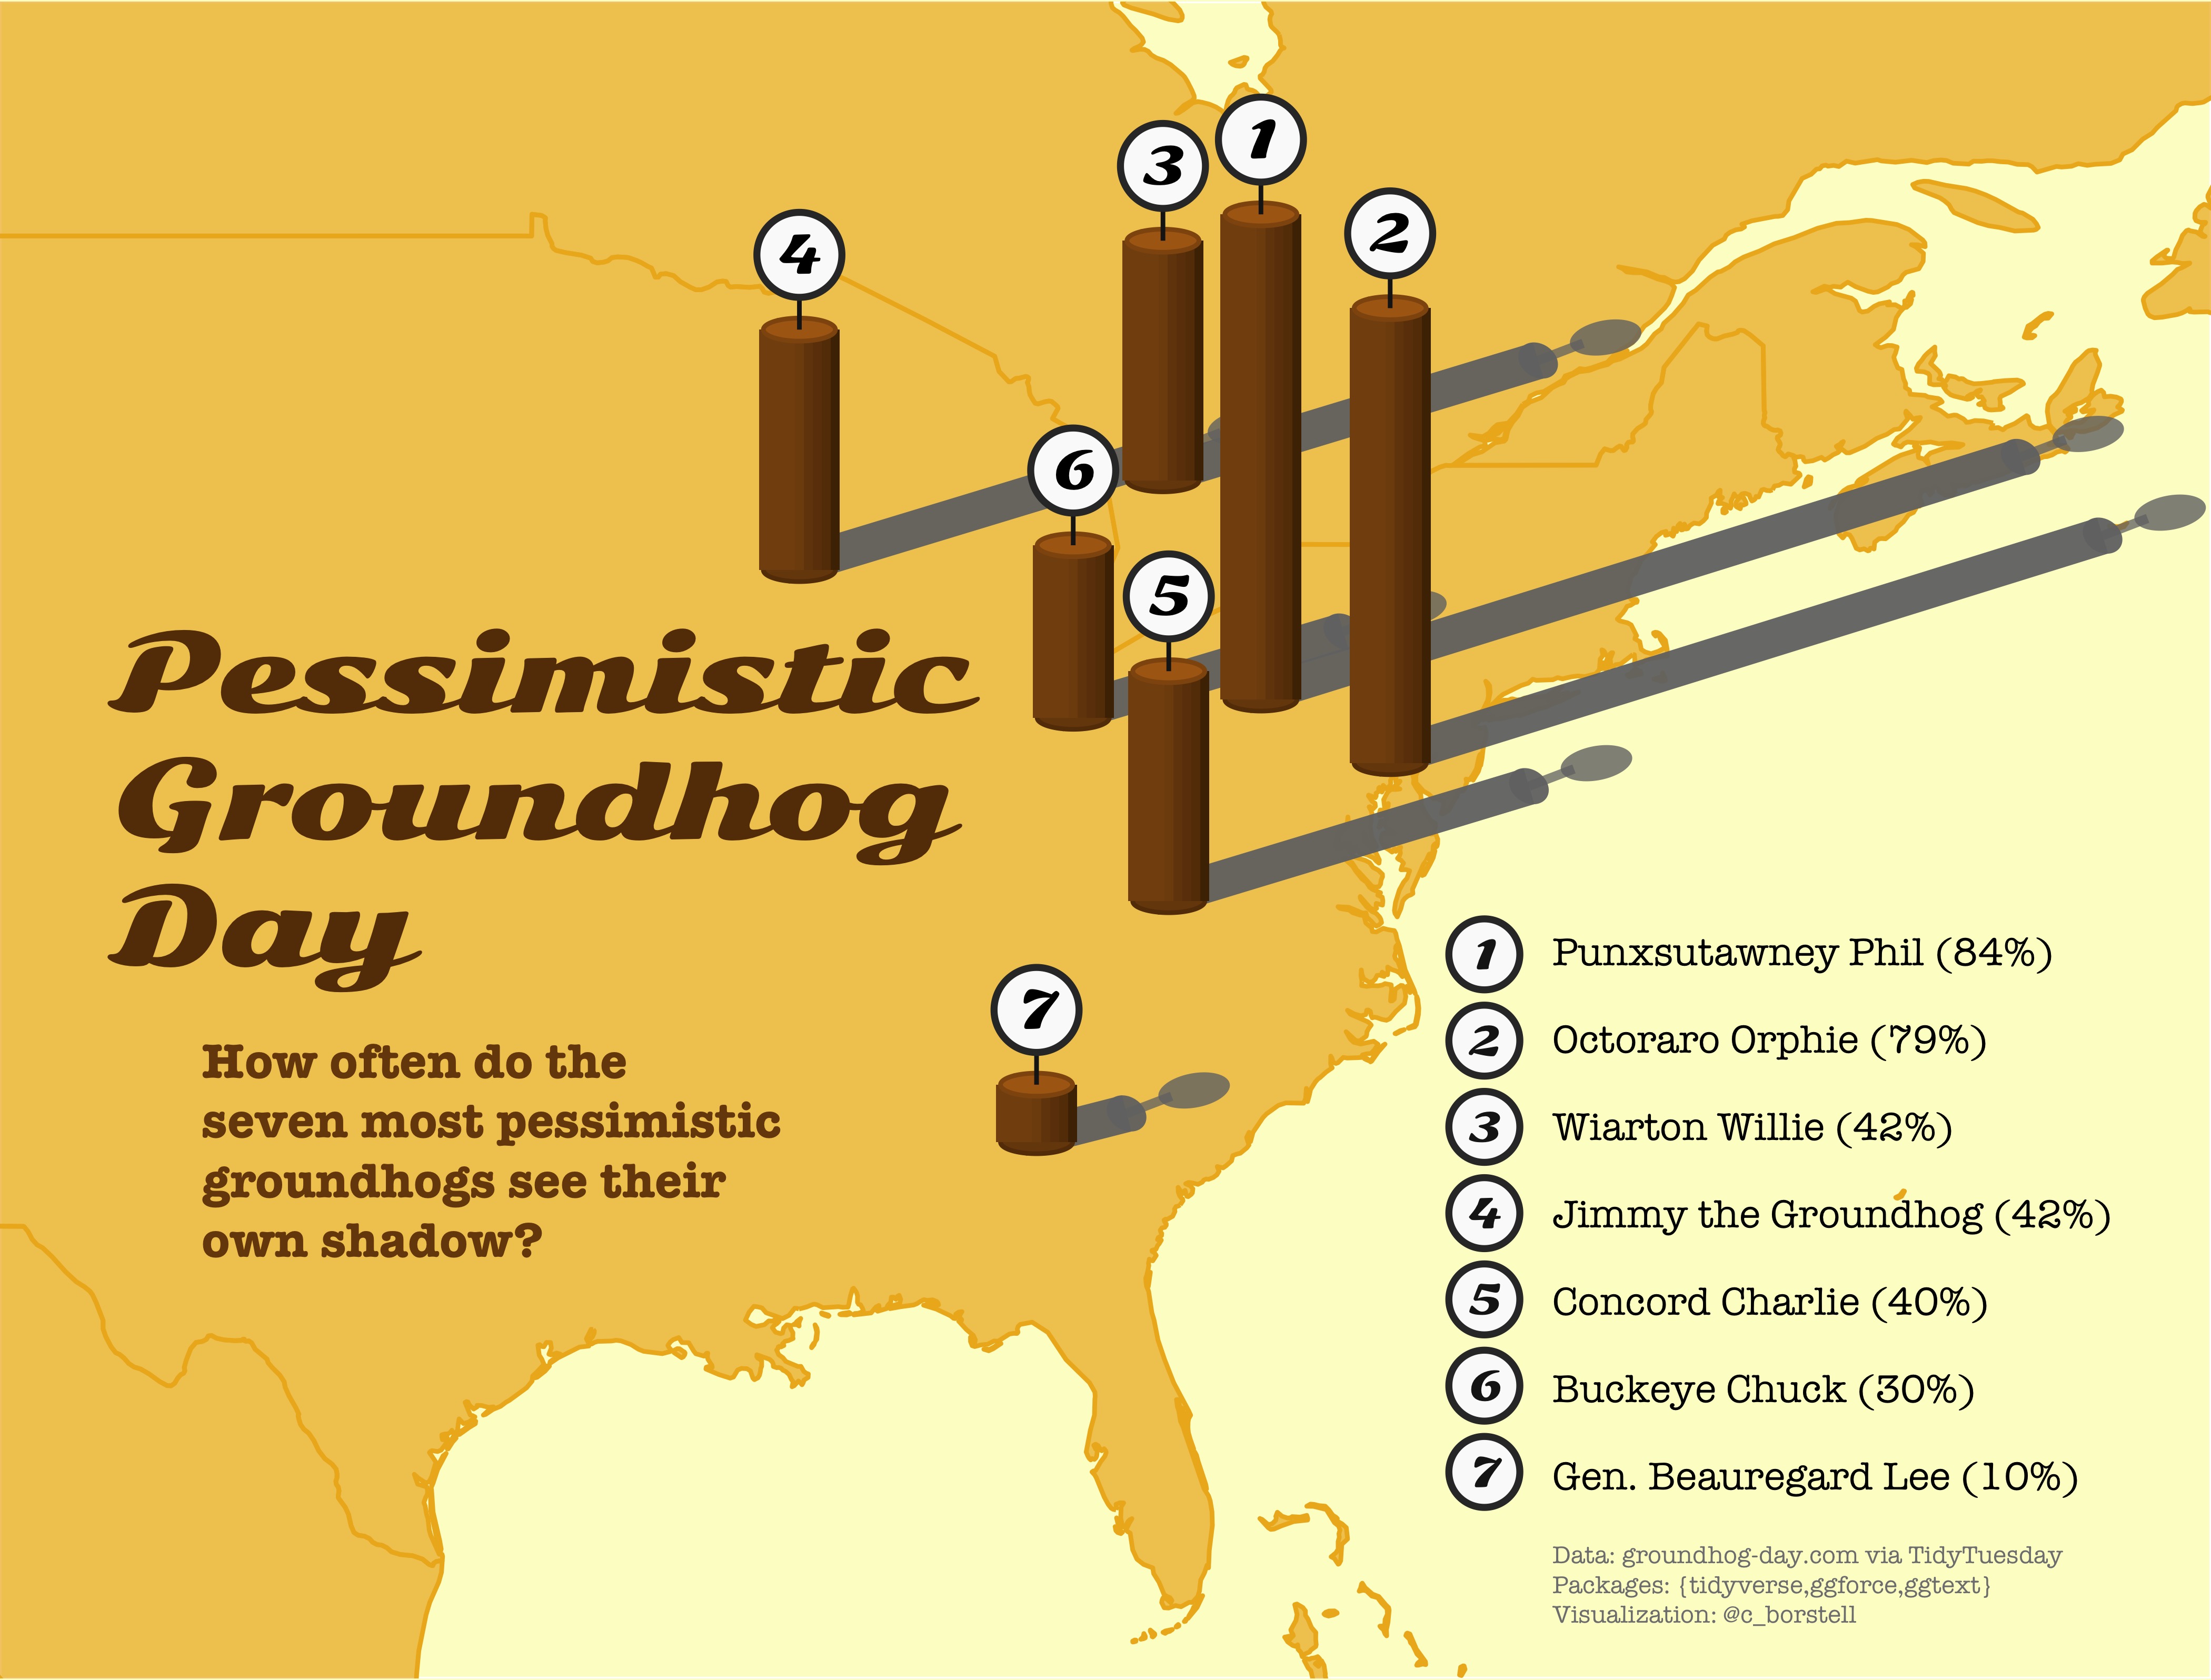 1
3
2
4
6
5
Pessimistic
Groundhog
Day
7
How often do the
seven most pessimistic
groundhogs see their
own shadow?
1 Punxsutawney Phil (84%)
2 Octoraro Orphie (79%)
3 Wiarton Willie (42%)
4 Jimmy the Groundhog (42%)
5 Concord Charlie (40%)
6 Buckeye Chuck (30%)
7 Gen. Beauregard Lee (10%)
Data: groundhog-day.com via TidyTuesday
Packages: {tidyverse,ggforce,ggtext}
Visualization: @c_borstell